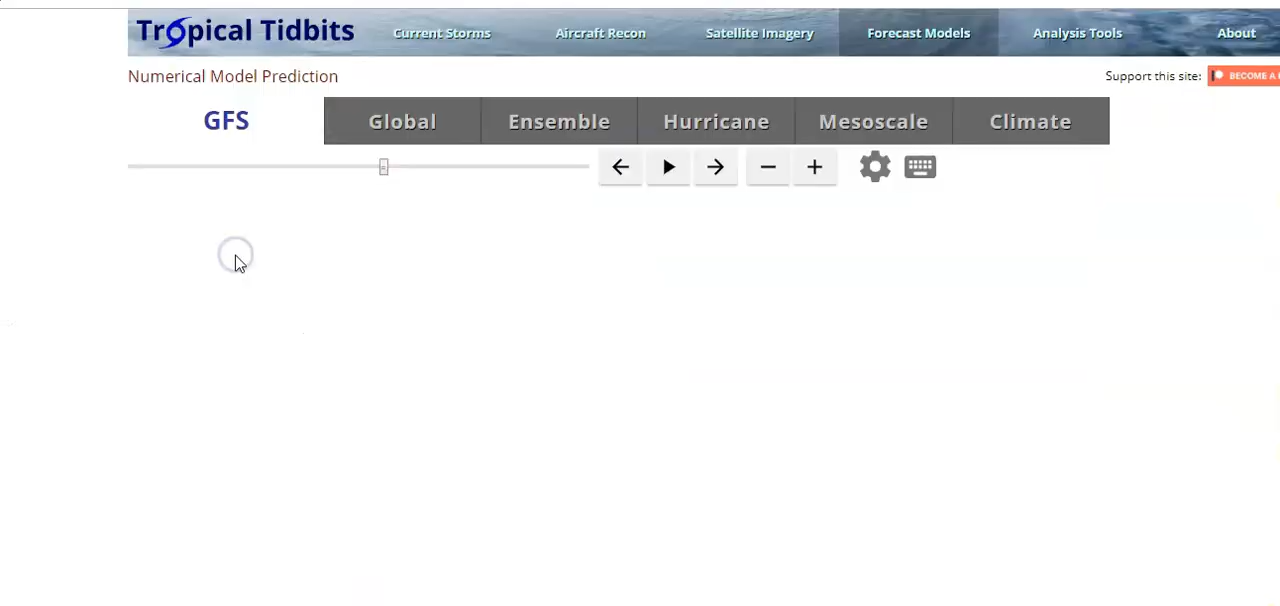 Tropical Tidbits
Current Storms Aircraft Recon Satellite Imagery Forecast Models Analysis Tools About
Numerical Model Prediction
Support this site: BECOME A
GFS Global Ensemble Hurricane Mesoscale Climate